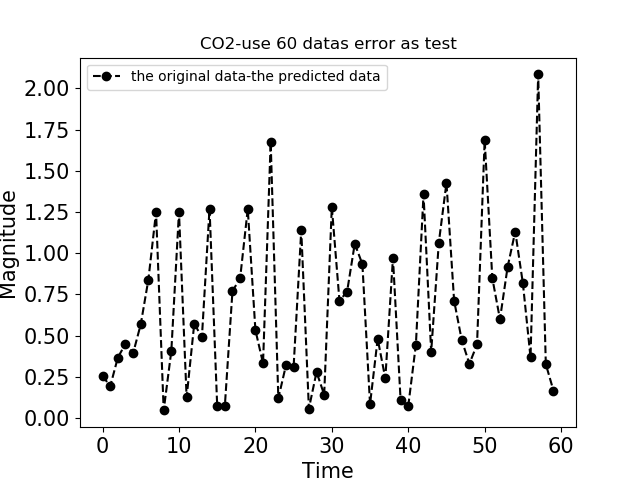 CO2-use 60 datas error as test
the original data-the predicted data
2.00
1.75
1.50
1.25
1.00
0.75
0.50
0.25
0.00
Magnitude
0 10 20 30 40 50 60
Time